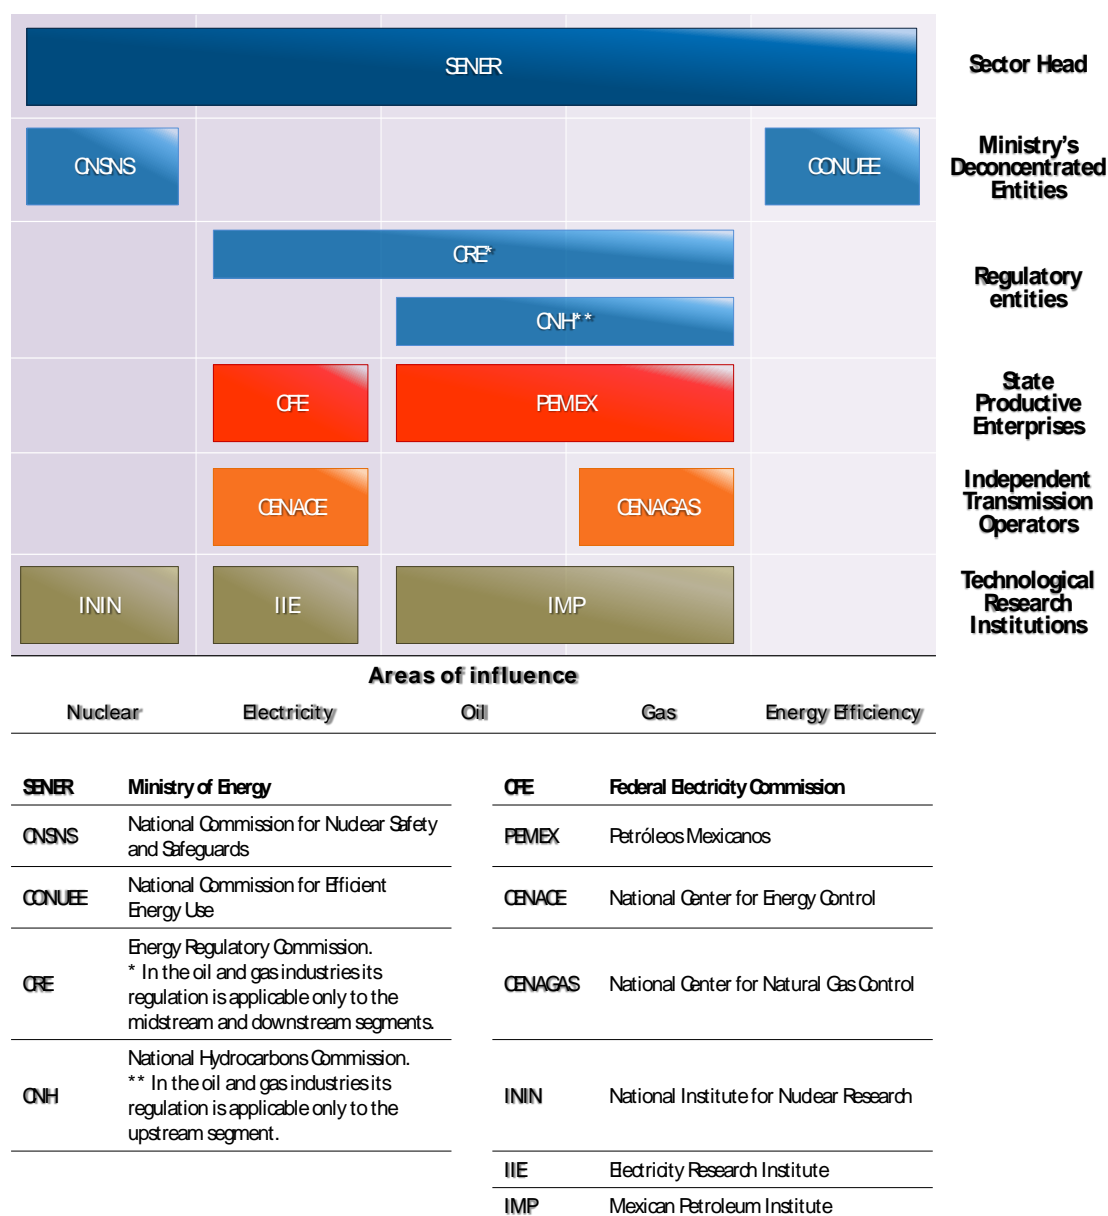 SENER
Sector Head
CNSNS
CONUEE
Ministry's
Deconcentrated
Entities
CRE*
CNH**
Regulatory
entities
CFE
PEMEX
State
Productive
Enterprises
CENACE
CENAGAS
Independent
Transmission
Operators
ININ
IIE
IMP
Technological
Research
Institutions
Areas of influence
Nuclear
Electricity
Oil
Gas
Energy Efficiency
SENER
Ministry of Energy
CNSNS
National Commission for Nuclear Safety
and Safeguards
CONUEE
National Commission for Efficient
Energy Use
CRE
Energy Regulatory Commission.
* In the oil and gas industries its
regulation is applicable only to the
midstream and downstream segments.
CNH
National Hydrocarbons Commission.
** In the oil and gas industries its
regulation is applicable only to the
upstream segment.
CFE
Federal Electricity Commission
PEMEX
Petróleos Mexicanos
CENACE
National Center for Energy Control
CENAGAS
National Center for Natural Gas Control
ININ
National Institute for Nuclear Research
IIE
Electricity Research Institute
IMP
Mexican Petroleum Institute